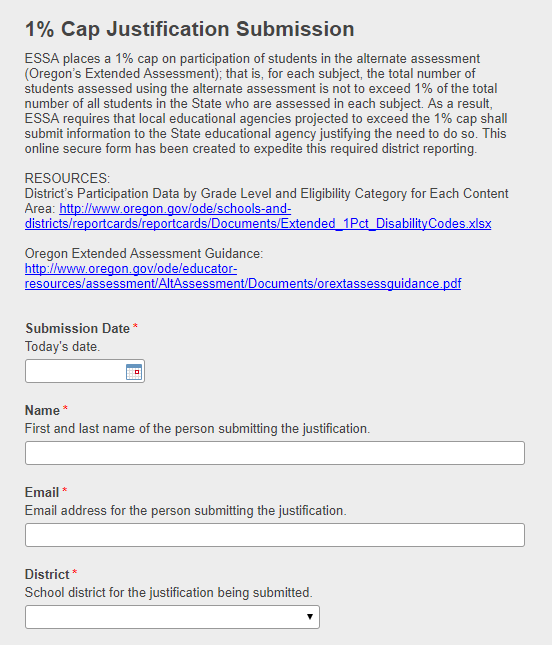 1% Cap Justification Submission
ESSA places a 1% cap on participation of students in the alternate assessment
(Oregon's Extended Assessment); that is, for each subject, the total number of
students assessed using the alternate assessment is not to exceed 1% of the total
number of all students in the State who are assessed in each subject. As a result,
ESSA requires that local educational agencies projected to exceed the 1% cap shall
submit information to the State educational agency justifying the need to do so. This
online secure form has been created to expedite this required district reporting.
RESOURCES:
District's Participation Data by Grade Level and Eligibility Category for Each Content
Area: http://www.oregon.gov/ode/schools-and-
districts/reportcards/reportcards/Documents/Extended_1Pct_DisabilityCodes.xlsx
Oregon Extended Assessment Guidance:
http://www.oregon.gov/ode/educator-
resources/assessment/AltAssessment/Documents/orextassessguidance.pdf
Submission Date *
Today's date.
Name *
First and last name of the person submitting the justification.
Email *
Email address for the person submitting the justification.
District *
School district for the justification being submitted.